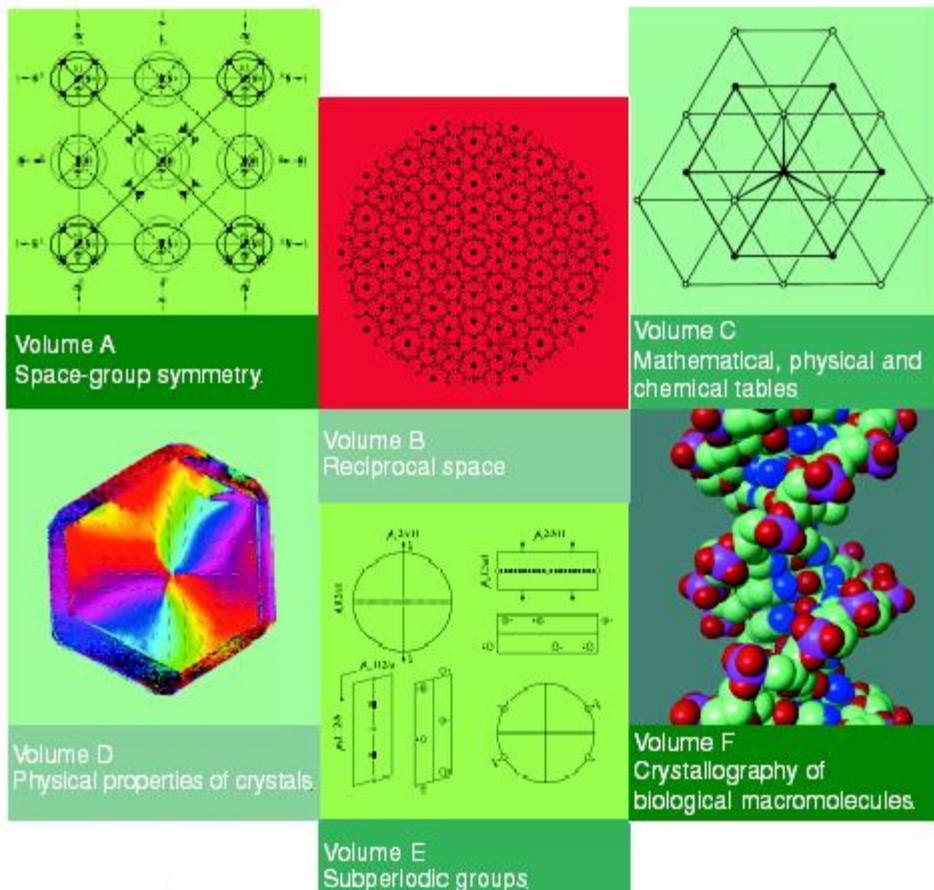 Volume A
Space-group symmetry.
Volume B
Reciprocal space
Volume C
Mathematical, physical and
chemical tables
Volume D
Physical properties of crystals
Volume E
Subperiodic groups
Volume F
Crystallography of
biological macromolecules.